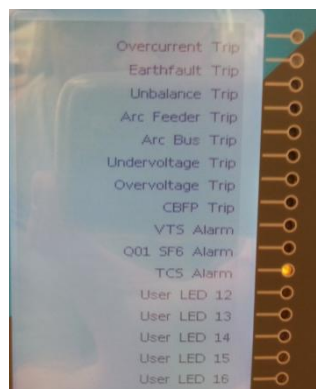 Overcurrent Trip
Earthfault Trip
Unbalance Trip
Arc Feeder Trip
Arc Bus Trip
Undervoltage Trip
Overvoltage Trip
CBFP Trip
VTS Alarm
Q01 SF6 Alarm
TCS Alarm
User LED 12
User LED 13
User LED 14
User LED 15
User LED 16